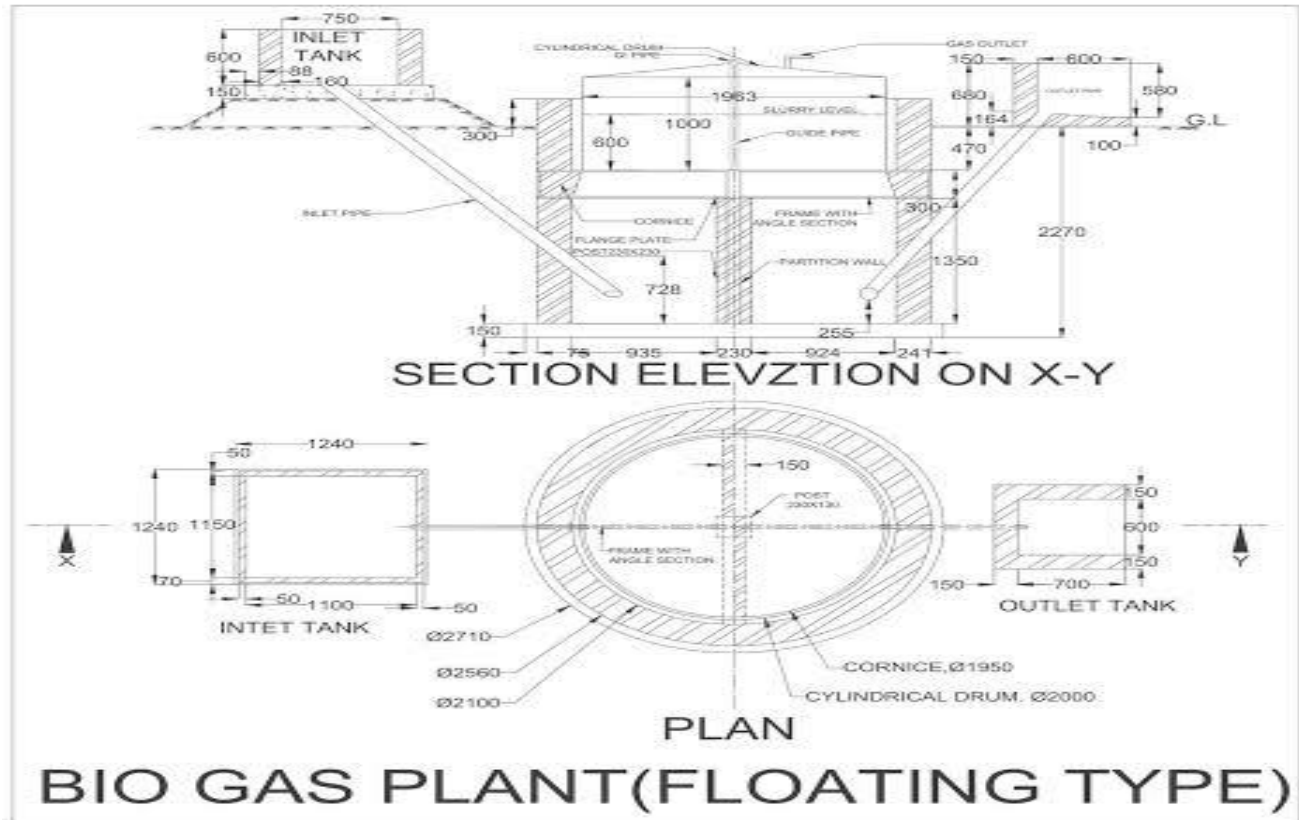 750
INLET
TANK
600
88
160
150
CYLINDRICAL DRUM
GI PIPE
GAS OUTLET
150
600
1963
SLURRY LEVEL
680
580
164
G.L
300
1000
GUIDE PIPE
600
470
100
INLET PIPE
CORNICE
FRAME WITH
ANGLE SECTION
300
2270
FLANGE PLATE
POST230X230
PARTITION WALL
1350
728
150
255
75
935
230
924
241
SECTION ELEVZTION ON X-Y
1240
50
150
150
POST
1240
1150
600
X
FRAME WITH
ANGLE SECTION
Y
70
150
50
1100
50
150
700
INTET TANK
OUTLET TANK
Ø2710
Ø2560
CORNICE,Ø1950
Ø2100
CYLINDRICAL DRUM. Ø2000
PLAN
BIO GAS PLANT(FLOATING TYPE)